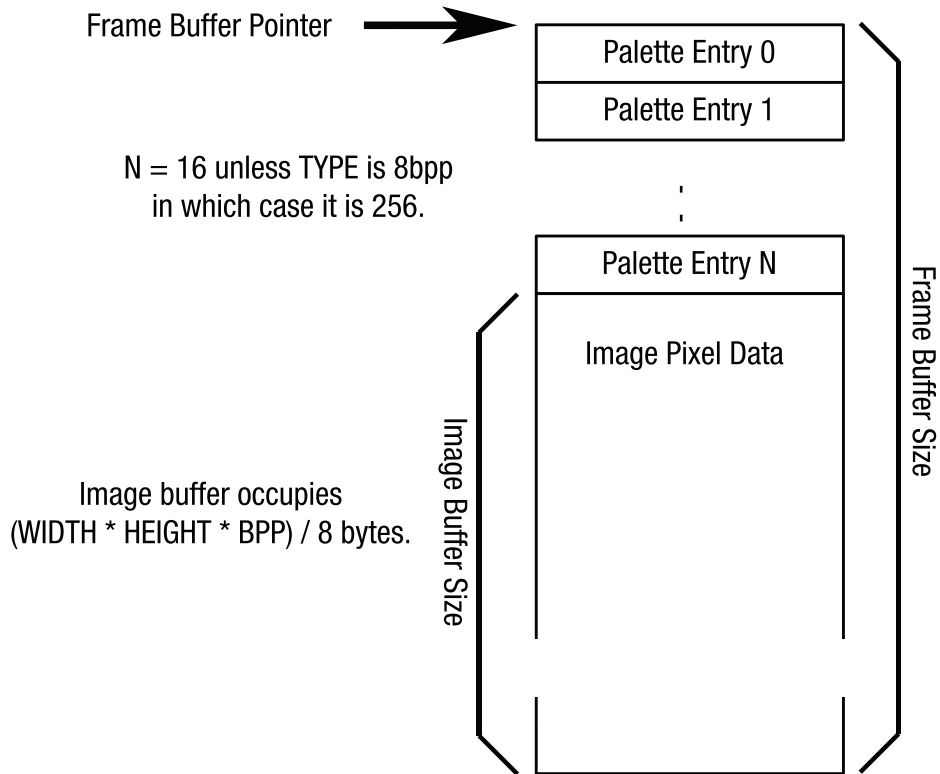 Frame Buffer Pointer
Palette Entry 0
Palette Entry 1
N = 16 unless TYPE is 8bpp
in which case it is 256.
Palette Entry N
Image Pixel Data
Frame Buffer Size
Image Buffer Size
Image buffer occupies
(WIDTH * HEIGHT * BPP) / 8 bytes.